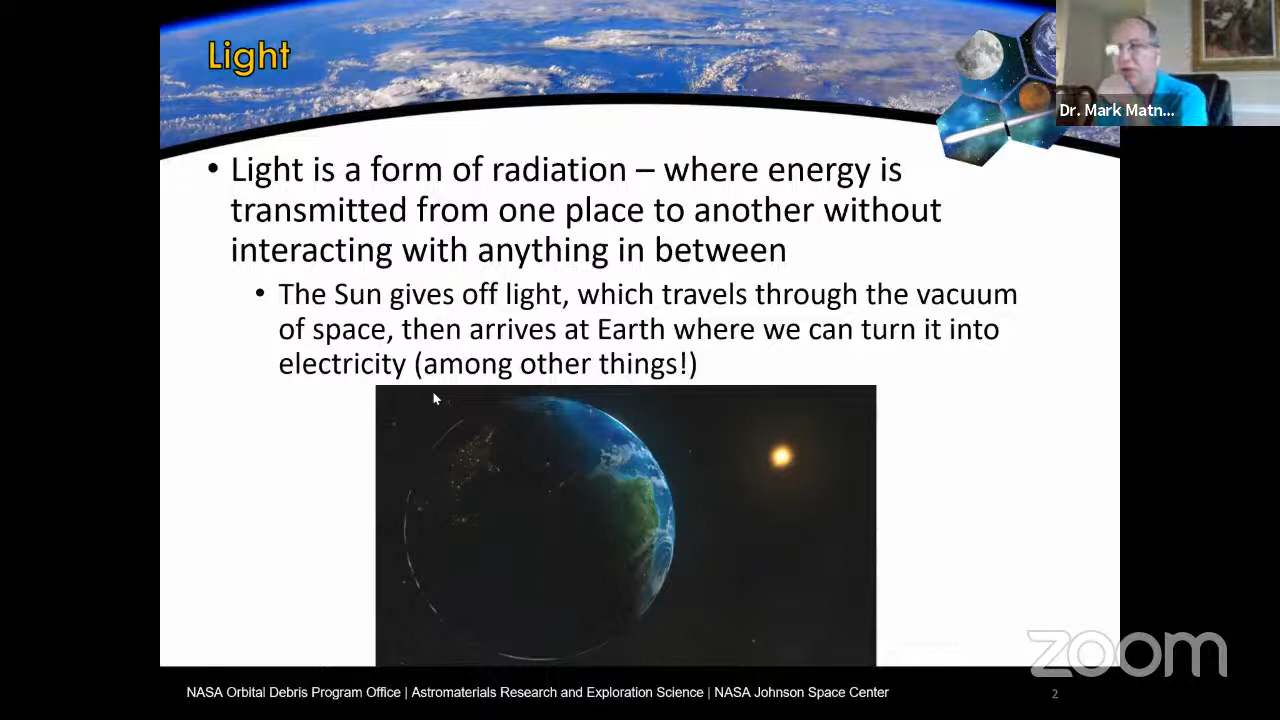 Light
Dr. Mark Matn...
• Light is a form of radiation – where energy is
transmitted from one place to another without
interacting with anything in between
• The Sun gives off light, which travels through the vacuum
of space, then arrives at Earth where we can turn it into
electricity (among other things!)
zoom
NASA Orbital Debris Program Office | Astromaterials Research and Exploration Science | NASA Johnson Space Center
2